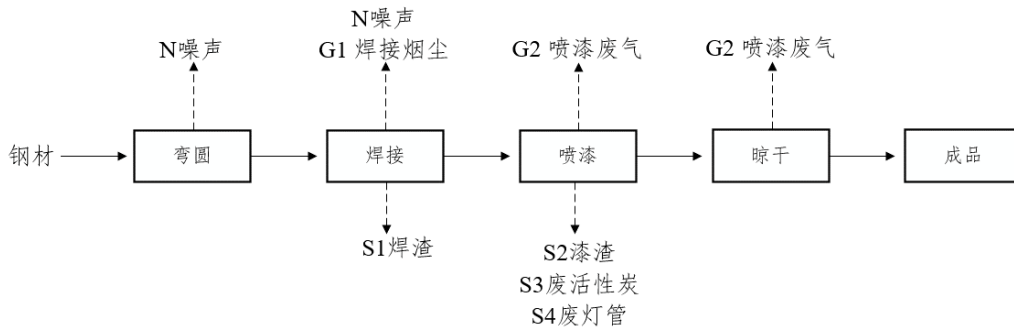 N噪声
G1 焊接烟尘
N噪声
G2 喷漆废气
G2 喷漆废气
钢材
弯圆
焊接
喷漆
晾干
成品
S1焊渣
S2漆渣
S3废活性炭
S4废灯管